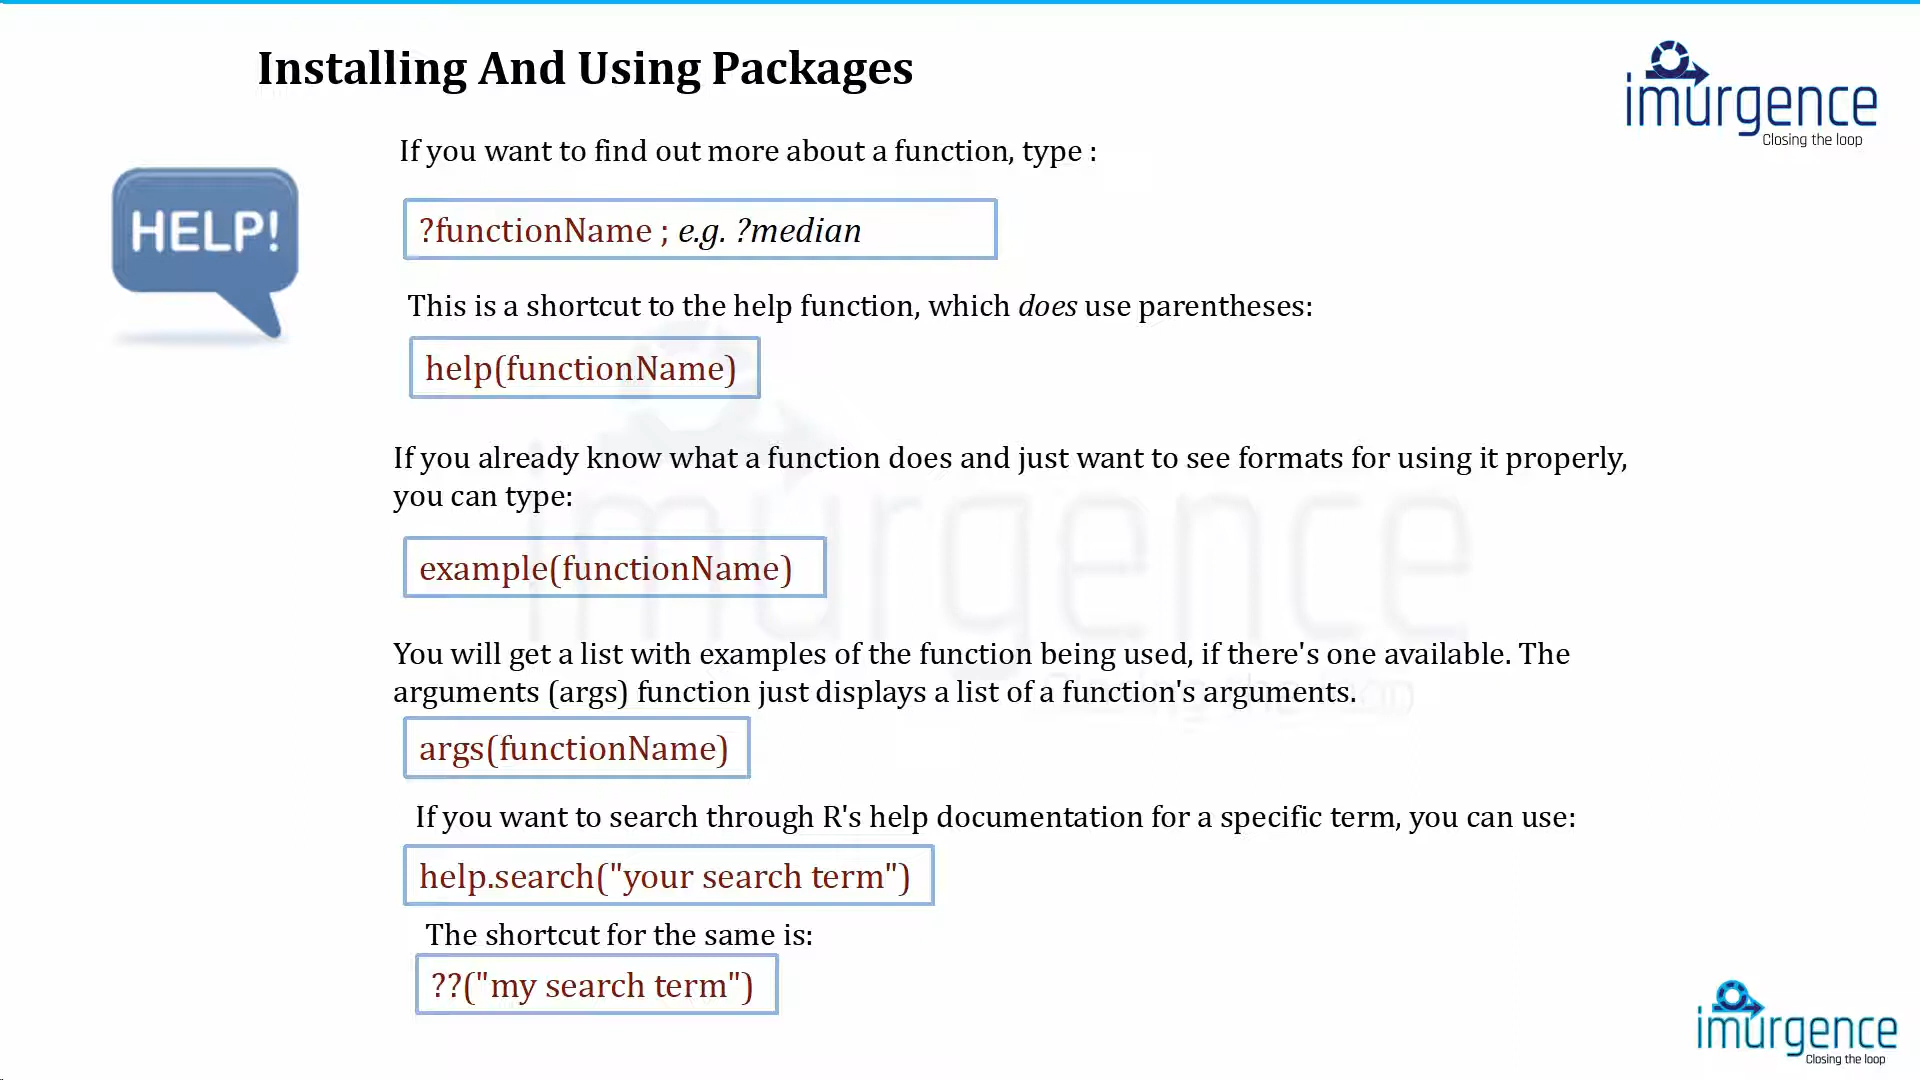 Installing And Using Packages
imurgence
Closing the loop
If you want to find out more about a function, type :
HELP!
?functionName ; e.g. ?median
This is a shortcut to the help function, which does use parentheses:
help(functionName)
If you already know what a function does and just want to see formats for using it properly,
you can type:
imurgence
example(functionName)
You will get a list with examples of the function being used, if there's one available. The
arguments (args) function just displays a list of a function's arguments.
Closing the loop
args(functionName)
If you want to search through R's help documentation for a specific term, you can use:
help.search("your search term")
The shortcut for the same is:
??("my search term")
imurgence
Closing the loop